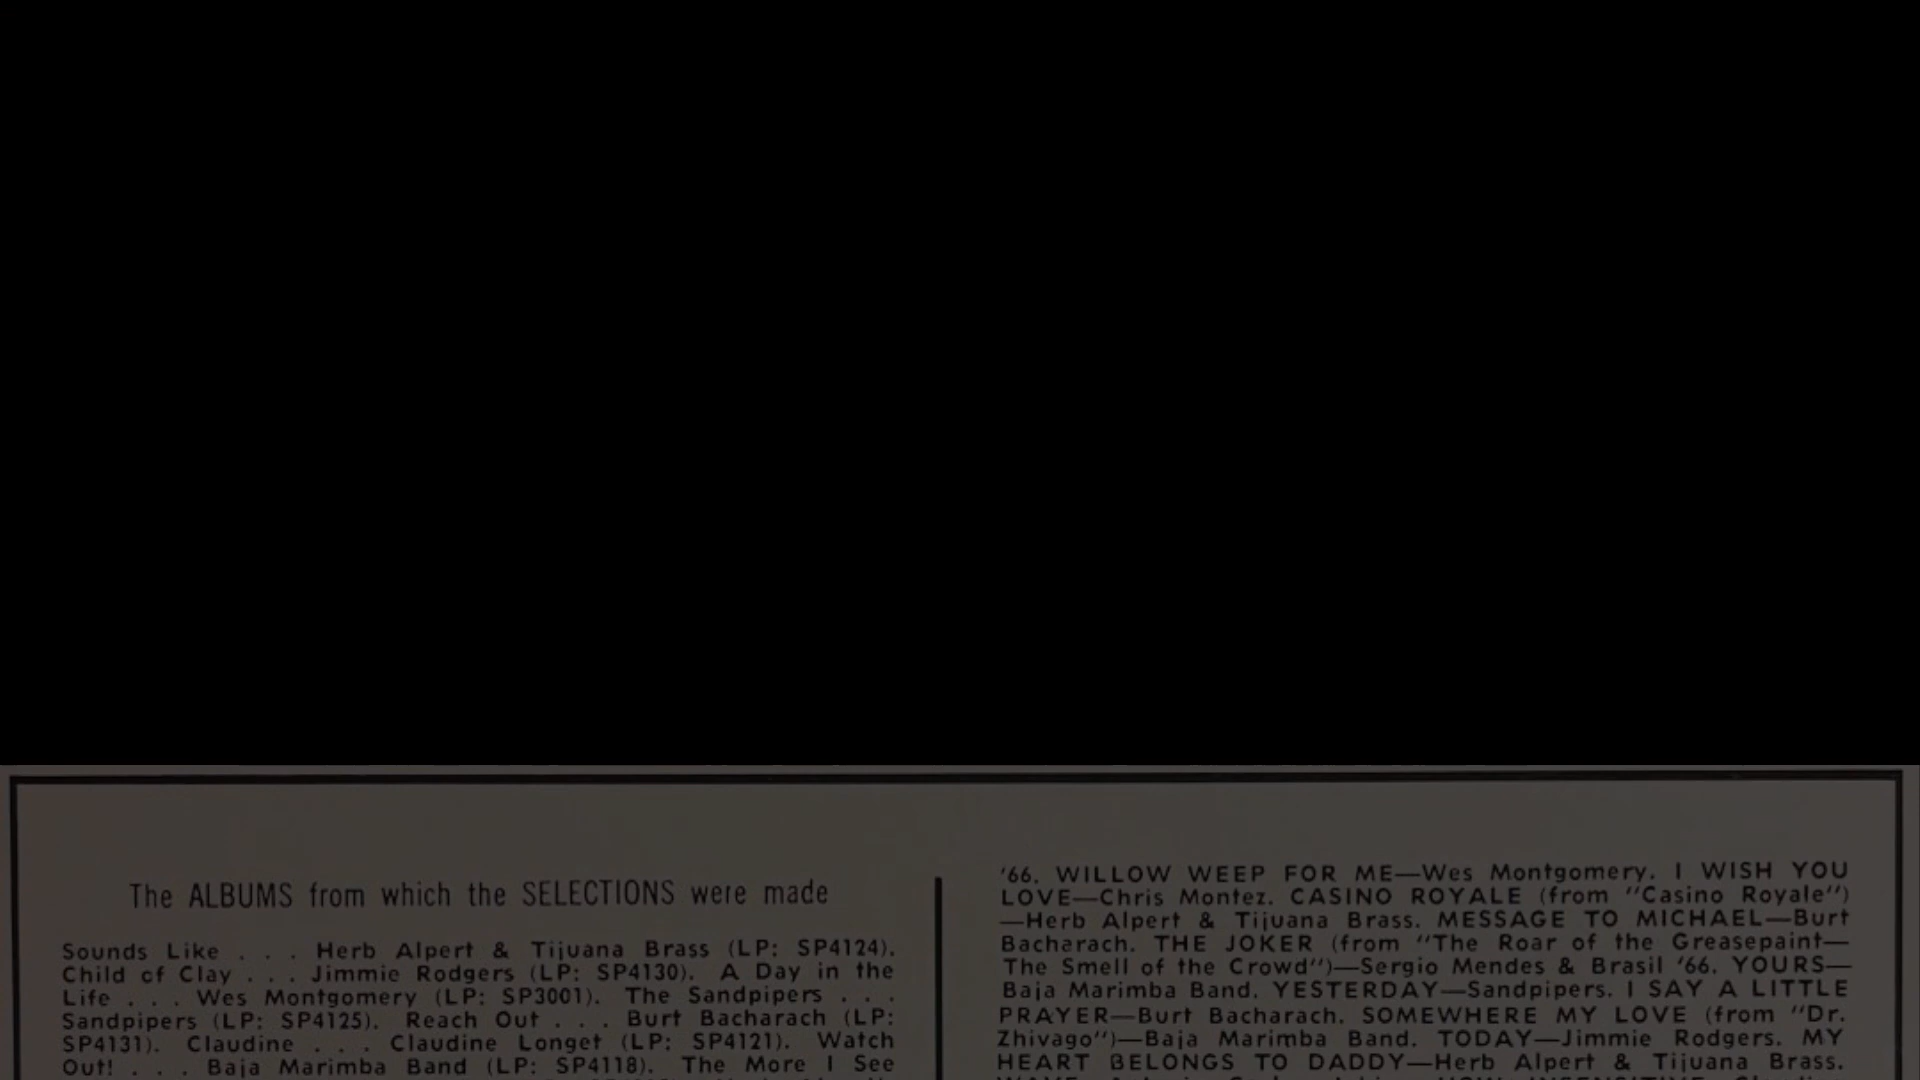 The ALBUMS from which the SELECTIONS were made
Sounds Like . . . Herb Alpert & Tijuana Brass (LP: SP4124).
Child of Clay . . . Jimmie Rodgers (LP: SP4130). A Day in the
Life . . . Wes Montgomery (LP: SP3001). The Sandpipers . . .
Sandpipers (LP: SP4125). Reach Out . . . Burt Bacharach (LP:
SP4131). Claudine . . . Claudine Longet (LP: SP4121). Watch
Out! . . . Baja Marimba Band (LP: SP4118). The More I See
'66. WILLOW WEEP FOR ME—Wes Montgomery. I WISH YOU
LOVE—Chris Montez. CASINO ROYALE (from "Casino Royale")
—Herb Alpert & Tijuana Brass. MESSAGE TO MICHAEL—Burt
Bacharach. THE JOKER (from "The Roar of the Greasepaint—
The Smell of the Crowd")—Sergio Mendes & Brasil '66. YOURS—
Baja Marimba Band. YESTERDAY—Sandpipers. I SAY A LITTLE
PRAYER—Burt Bacharach. SOMEWHERE MY LOVE (from "Dr.
Zhivago")—Baja Marimba Band. TODAY—Jimmie Rodgers. MY
HEART BELONGS TO DADDY—Herb Alpert & Tijuana Brass.